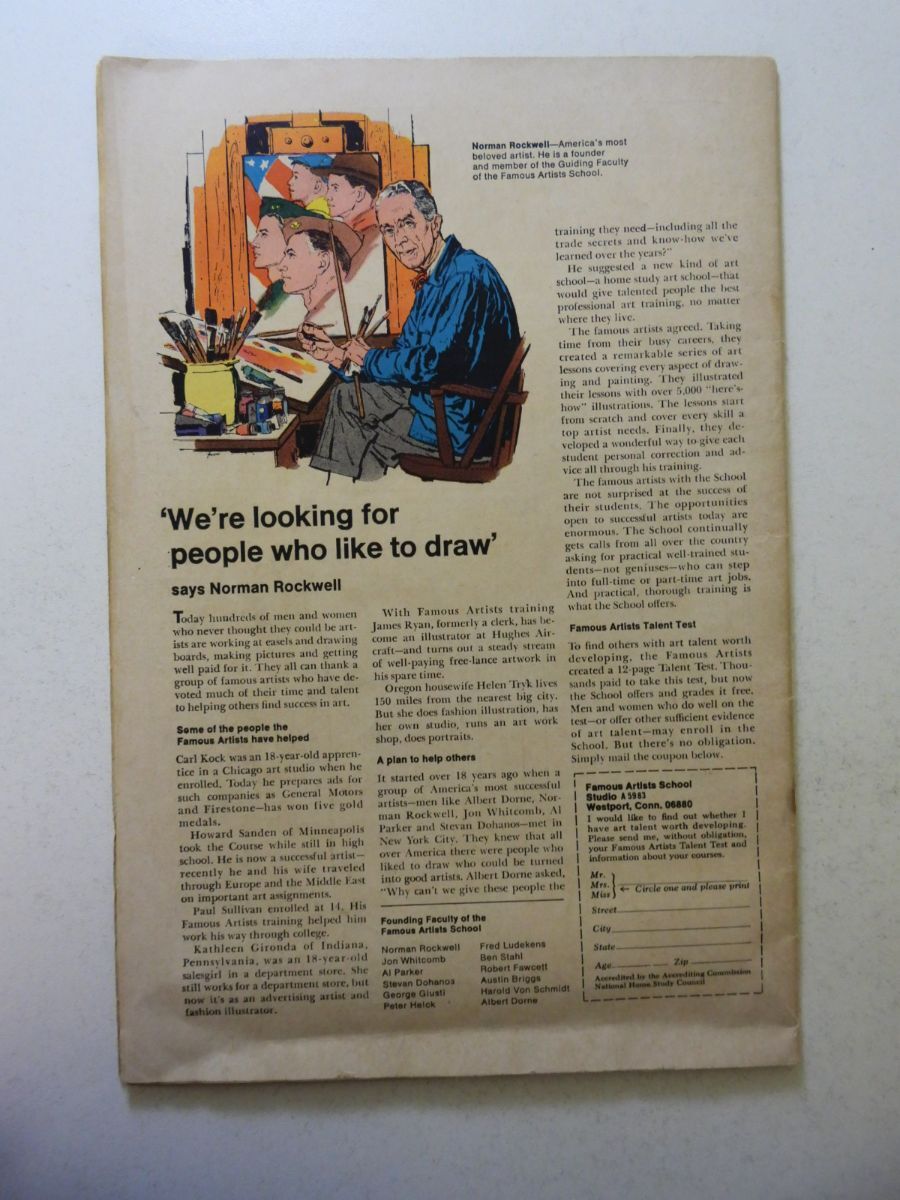 Norman Rockwell—America's most
beloved artist. He is a founder
and member of the Guiding Faculty
of the Famous Artists School.
'We're looking for
people who like to draw'
says Norman Rockwell
Today hundreds of men and women
who never thought they could be art-
ists are working at easels and drawing
boards, making pictures and getting
well paid for it. They all can thank a
group of famous artists who have de-
voted much of their time and talent
to helping others find success in art.
Some of the people the
Famous Artists have helped
Carl Kock was an 18-year-old appren-
tice in a Chicago art studio when he
enrolled. Today he prepares ads for
such companies as General Motors
and Firestone—has won five gold
medals.
Howard Sanden of Minneapolis
took the Course while still in high
school. He is now a successful artist—
recently he and his wife traveled
through Europe and the Middle East
on important art assignments.
Paul Sullivan enrolled at 14. His
Famous Artists training helped him
work his way through college.
Kathleen Gironda of Indiana,
Pennsylvania, was an 18-year-old
salesgirl in a department store. She
still works for a department store, but
now it's as an advertising artist and
fashion illustrator.
With Famous Artists training
James Ryan, formerly a clerk, has be-
come an illustrator at Hughes Air-
craft—and turns out a steady stream
of well-paying free-lance artwork in
his spare time.
Oregon housewife Helen Tryk lives
150 miles from the nearest big city.
But she does fashion illustration, has
her own studio, runs an art work
shop, does portraits.
A plan to help others
It started over 18 years ago when a
group of America's most successful
artists—men like Albert Dorne, Nor-
man Rockwell, Jon Whitcomb, Al
Parker and Stevan Dohanos—met in
New York City. They knew that all
over America there were people who
liked to draw who could be turned
into good artists. Albert Dorne asked,
"Why can't we give these people the
Founding Faculty of the
Famous Artists School
Norman Rockwell
Jon Whitcomb
Al Parker
Stevan Dohanos
George Giusti
Peter Helck
Fred Ludekens
Ben Stahl
Robert Fawcett
Austin Briggs
Harold Von Schmidt
Albert Dorne
training they need—including all the
trade secrets and know-how we've
learned over the years?"
He suggested a new kind of art
school—a home study art school—that
would give talented people the best
professional art training, no matter
where they live.
The famous artists agreed. Taking
time from their busy careers, they
created a remarkable series of art
lessons covering every aspect of draw-
ing and painting. They illustrated
their lessons with over 5,000 "here's-
how" illustrations. The lessons start
from scratch and cover every skill a
top artist needs. Finally, they de-
veloped a wonderful way to give each
student personal correction and ad-
vice all through his training.
The famous artists with the School
are not surprised at the success of
their students. The opportunities
open to successful artists today are
enormous. The School continually
gets calls from all over the country
asking for practical well-trained stu-
dents—not geniuses—who can step
into full-time or part-time art jobs.
And practical, thorough training is
what the School offers.
Famous Artists Talent Test
To find others with art talent worth
developing, the Famous Artists
created a 12-page Talent Test. Thou-
sands paid to take this test, but now
the School offers and grades it free.
Men and women who do well on the
test—or offer other sufficient evidence
of art talent—may enroll in the
School. But there's no obligation.
Simply mail the coupon below.
Famous Artists School
Studio A 5983
Westport, Conn. 06880
I would like to find out whether I
have art talent worth developing.
Please send me, without obligation,
your Famous Artists Talent Test and
information about your courses.
Mr.
Mrs. ← Circle one and please print
Miss
Street
City
State
Age Zip
Accredited by the Accrediting Commission
National Home Study Council